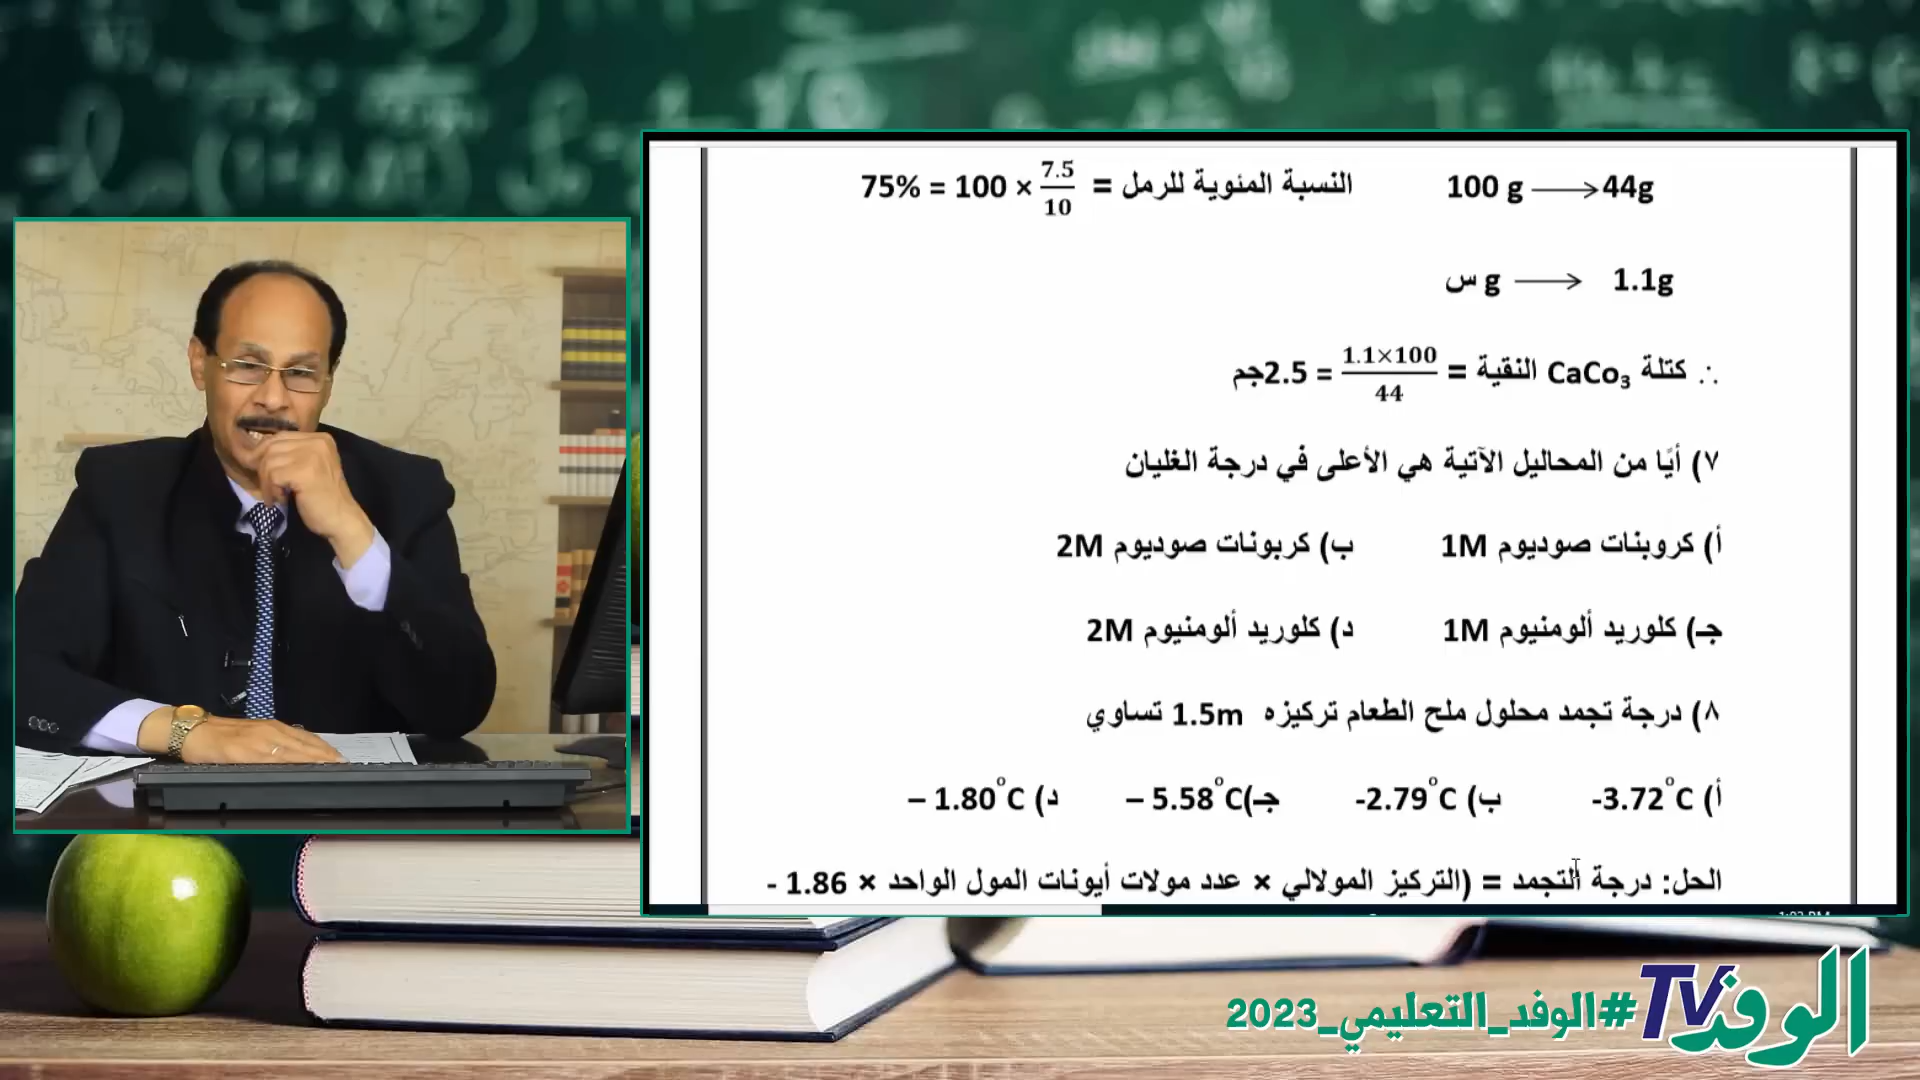 100 g ⟶ 44g النسبة المئوية للرمل = 7.5/10 × 100 = 75%
س g ⟶ 1.1g
∴ كتلة CaCo₃ النقية = 1.1×100/44 = 2.5جم
٧) أيًا من المحاليل الآتية هي الأعلى في درجة الغليان
أ) كروبنات صوديوم 1M ب) كربونات صوديوم 2M
جـ) كلوريد ألومنيوم 1M د) كلوريد ألومنيوم 2M
٨) درجة تجمد محلول ملح الطعام تركيزه 1.5m تساوي
أ) -3.72°C ب) -2.79°C جـ) – 5.58°C د) – 1.80°C
الحل: درجة التجمد = (التركيز المولالي × عدد مولات أيونات المول الواحد × 1.86 -
#الوفد_التعليمي_2023
الوفد TV